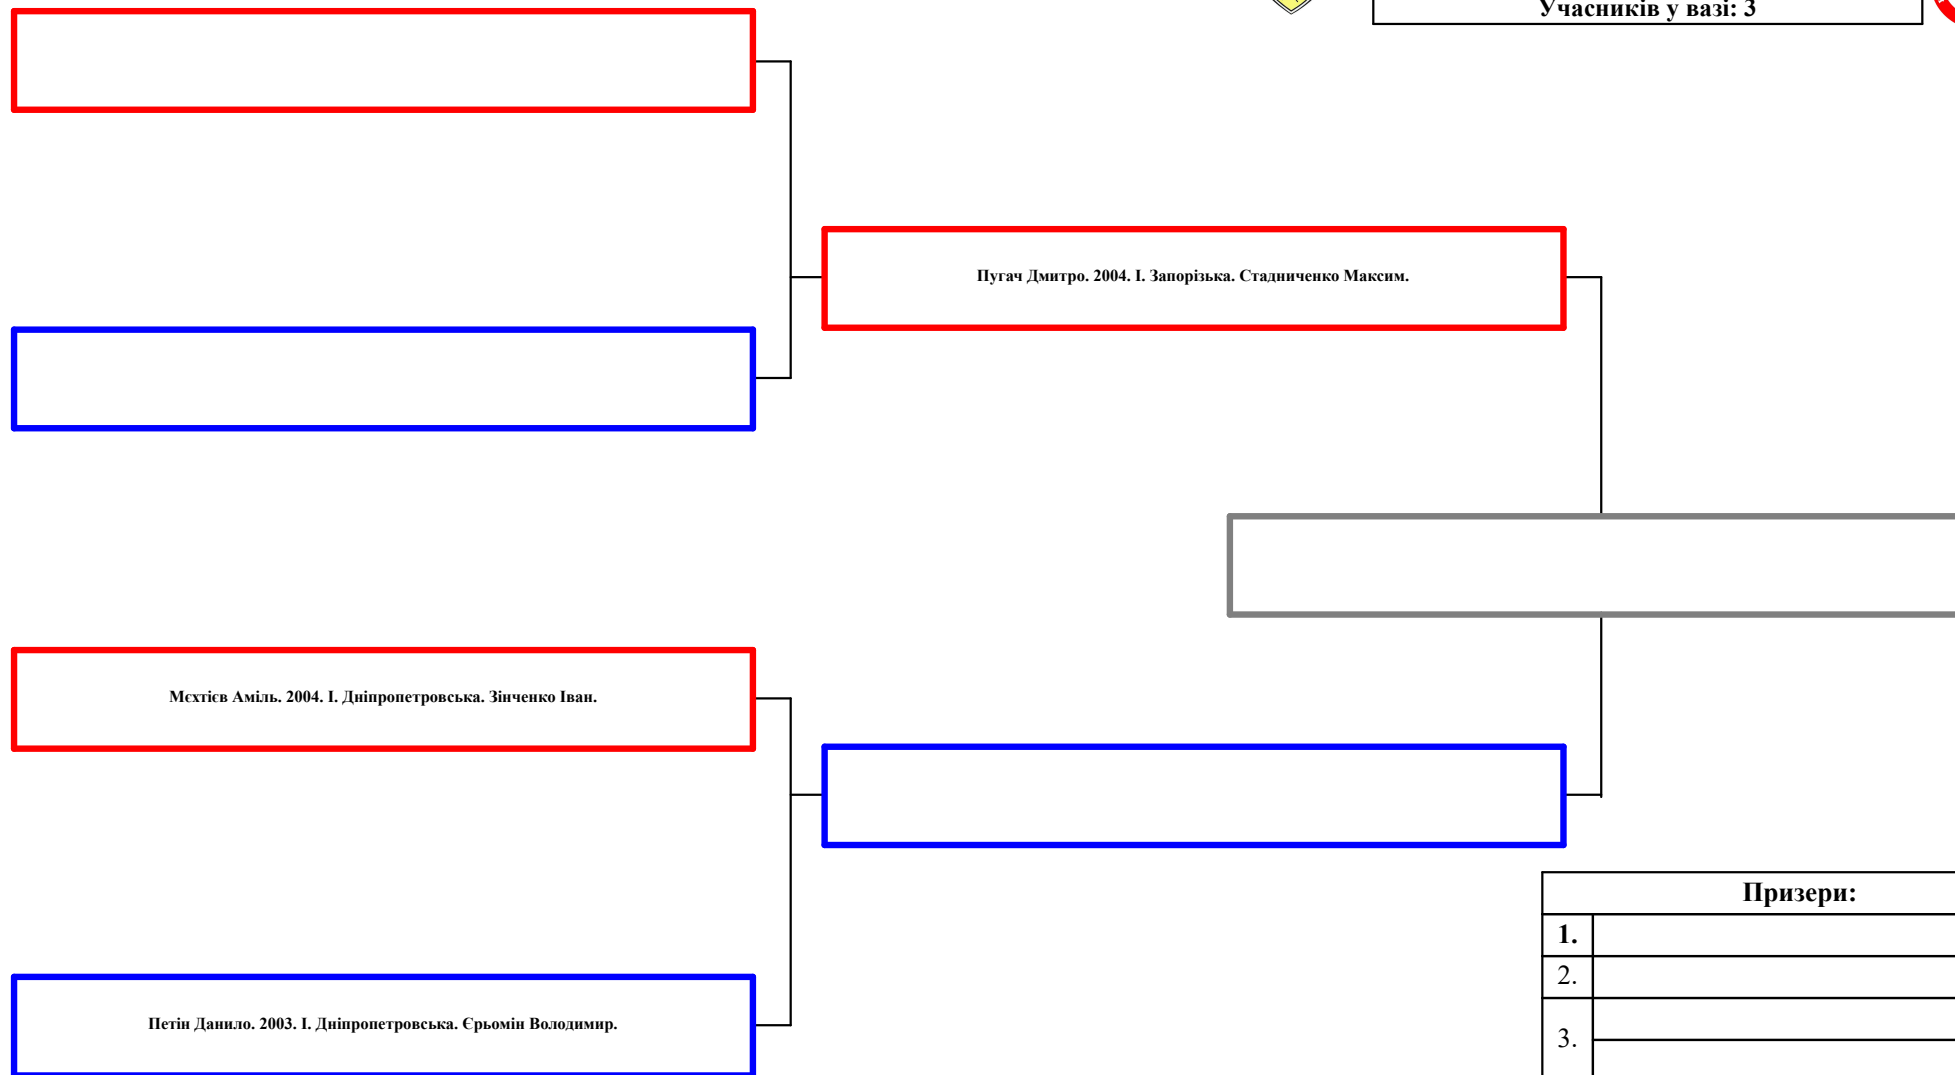 Учасників у вазі: 3
Пугач Дмитро. 2004. І. Запорізька. Стадниченко Максим.
Мєхтієв Аміль. 2004. І. Дніпропетровська. Зінченко Іван.
Петін Данило. 2003. І. Дніпропетровська. Єрьомін Володимир.
Призери:
1.
2.
3.